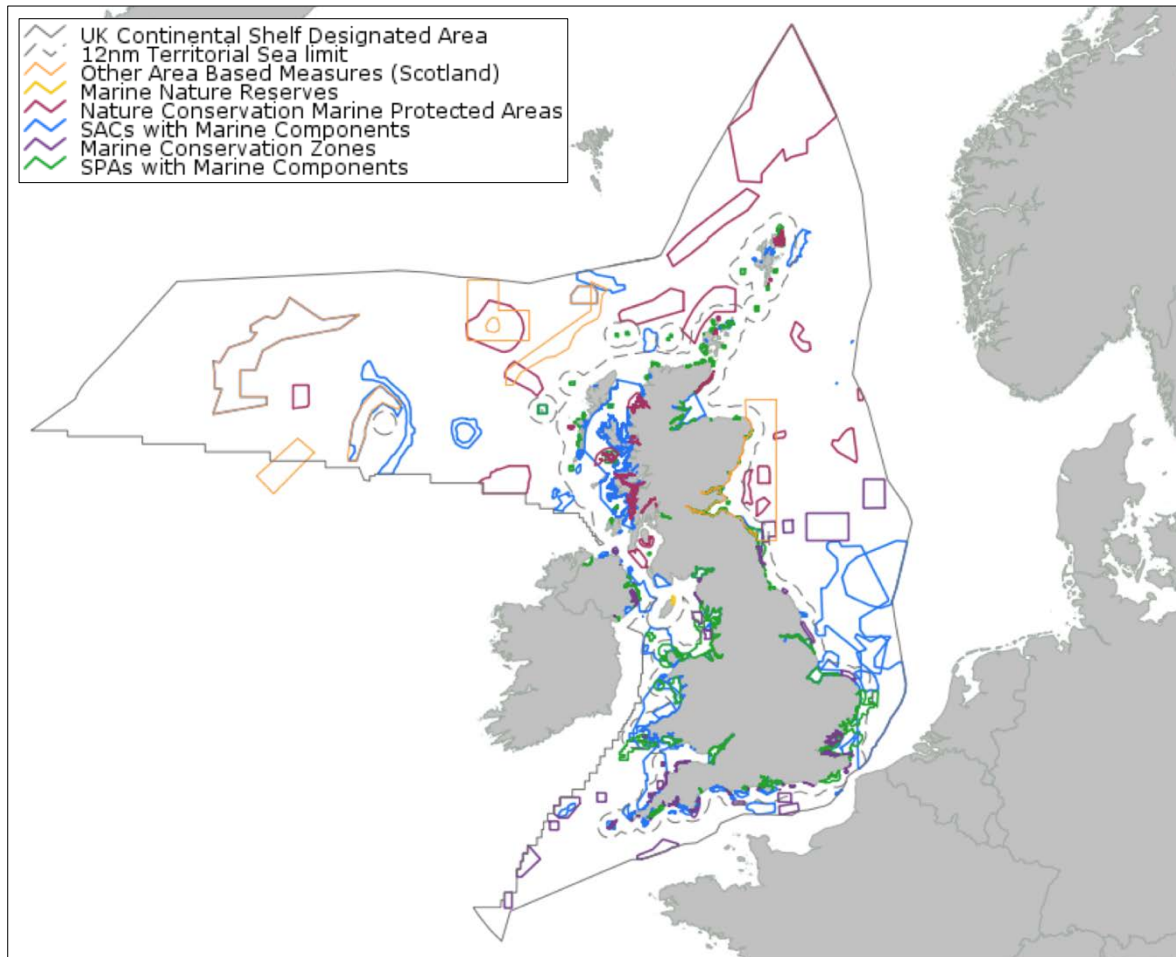 UK Continental Shelf Designated Area
12nm Territorial Sea limit
Other Area Based Measures (Scotland)
Marine Nature Reserves
Nature Conservation Marine Protected Areas
SACs with Marine Components
Marine Conservation Zones
SPAs with Marine Components